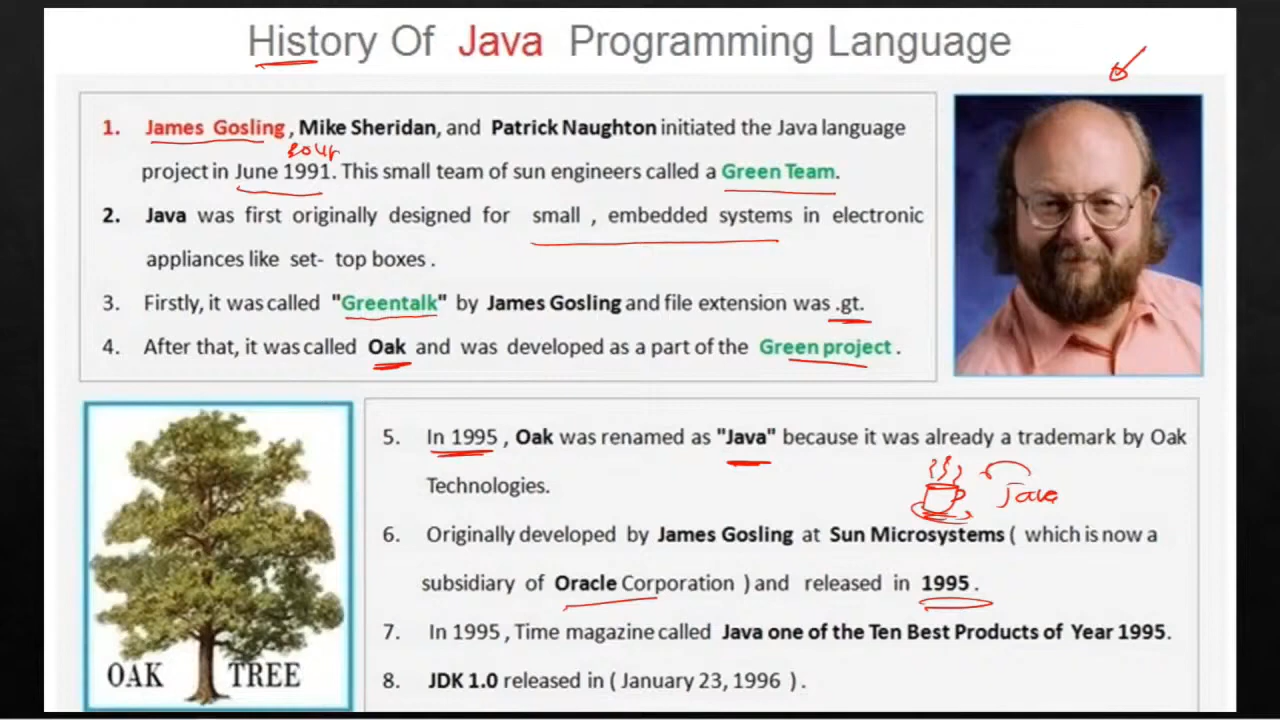 History Of Java Programming Language
1. James Gosling , Mike Sheridan, and Patrick Naughton initiated the Java language
project in June 1991. This small team of sun engineers called a Green Team.
2. Java was first originally designed for small , embedded systems in electronic
appliances like set- top boxes .
3. Firstly, it was called "Greentalk" by James Gosling and file extension was .gt.
4. After that, it was called Oak and was developed as a part of the Green project .
5. In 1995 , Oak was renamed as "Java" because it was already a trademark by Oak
Technologies.
Java
6. Originally developed by James Gosling at Sun Microsystems ( which is now a
subsidiary of Oracle Corporation ) and released in 1995 .
7. In 1995 , Time magazine called Java one of the Ten Best Products of Year 1995.
8. JDK 1.0 released in ( January 23, 1996 ) .
OAK TREE